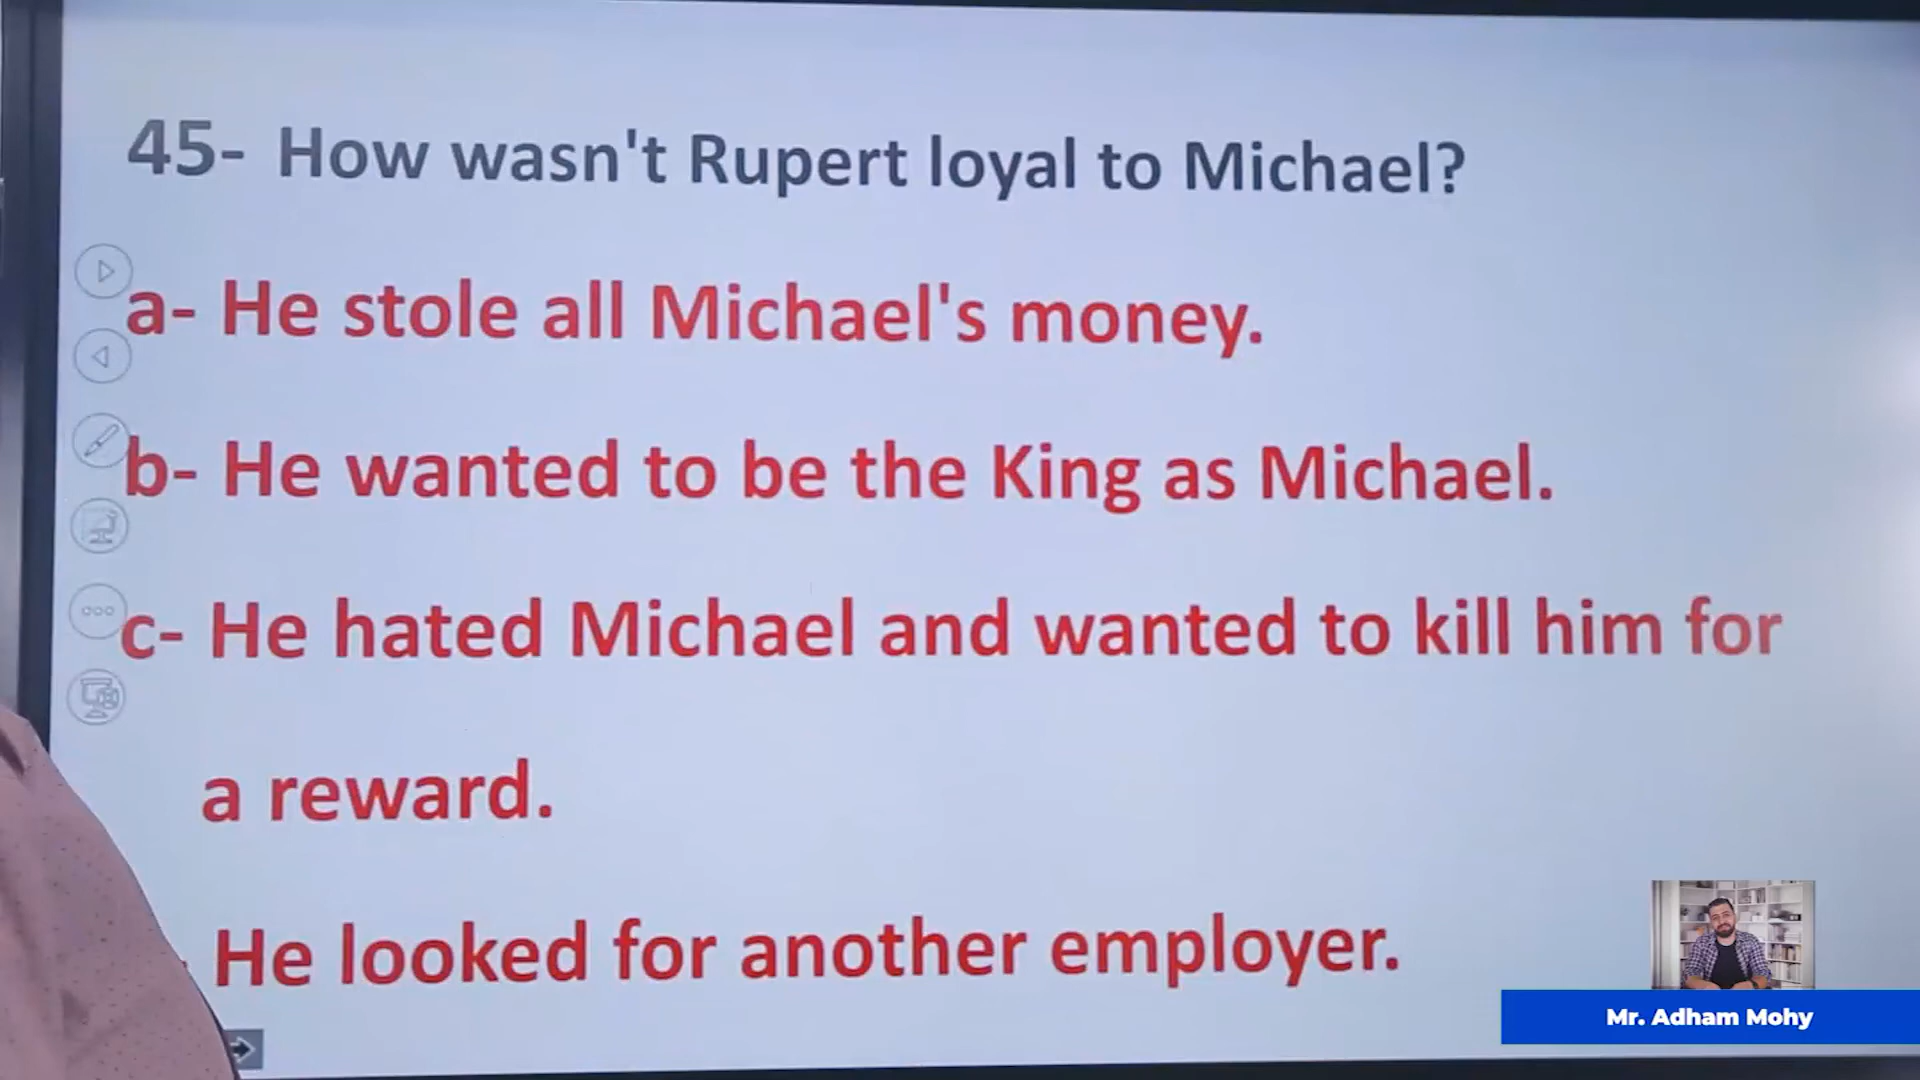 45- How wasn't Rupert loyal to Michael?
a- He stole all Michael's money.
b- He wanted to be the King as Michael.
c- He hated Michael and wanted to kill him for
a reward.
He looked for another employer.
Mr. Adham Mohy